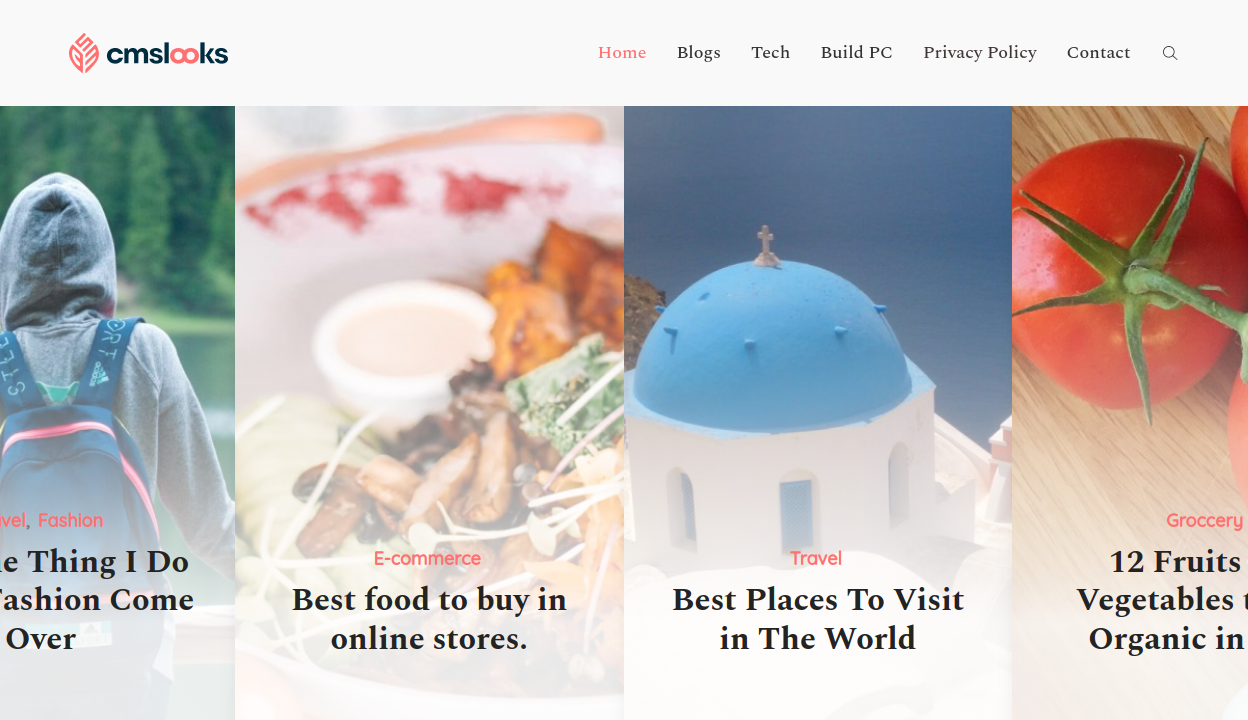 cmslooks
Home Blogs Tech Build PC Privacy Policy Contact
Fashion
Thing I Do
Fashion Come
Over
E-commerce
Best food to buy in
online stores.
Travel
Best Places To Visit
in The World
Groccery
12 Fruits
Vegetables
Organic in